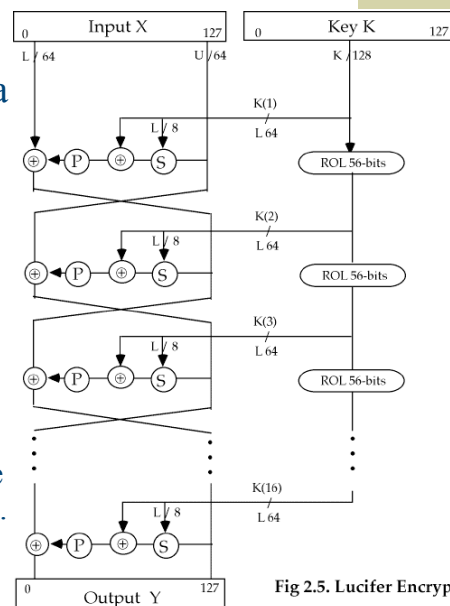 Input X
0 127
Key K
0 127
L / 64
U / 64
K / 128
a
K(1)
L / 8
L 64
⊕ P ⊕ S
ROL 56-bits
K(2)
L / 8
L 64
⊕ P ⊕ S
ROL 56-bits
K(3)
L / 8
L 64
⊕ P ⊕ S
ROL 56-bits
e
K(16)
L / 8
L 64
⊕ P ⊕ S
0 127
Output Y
Fig 2.5. Lucifer Encryp